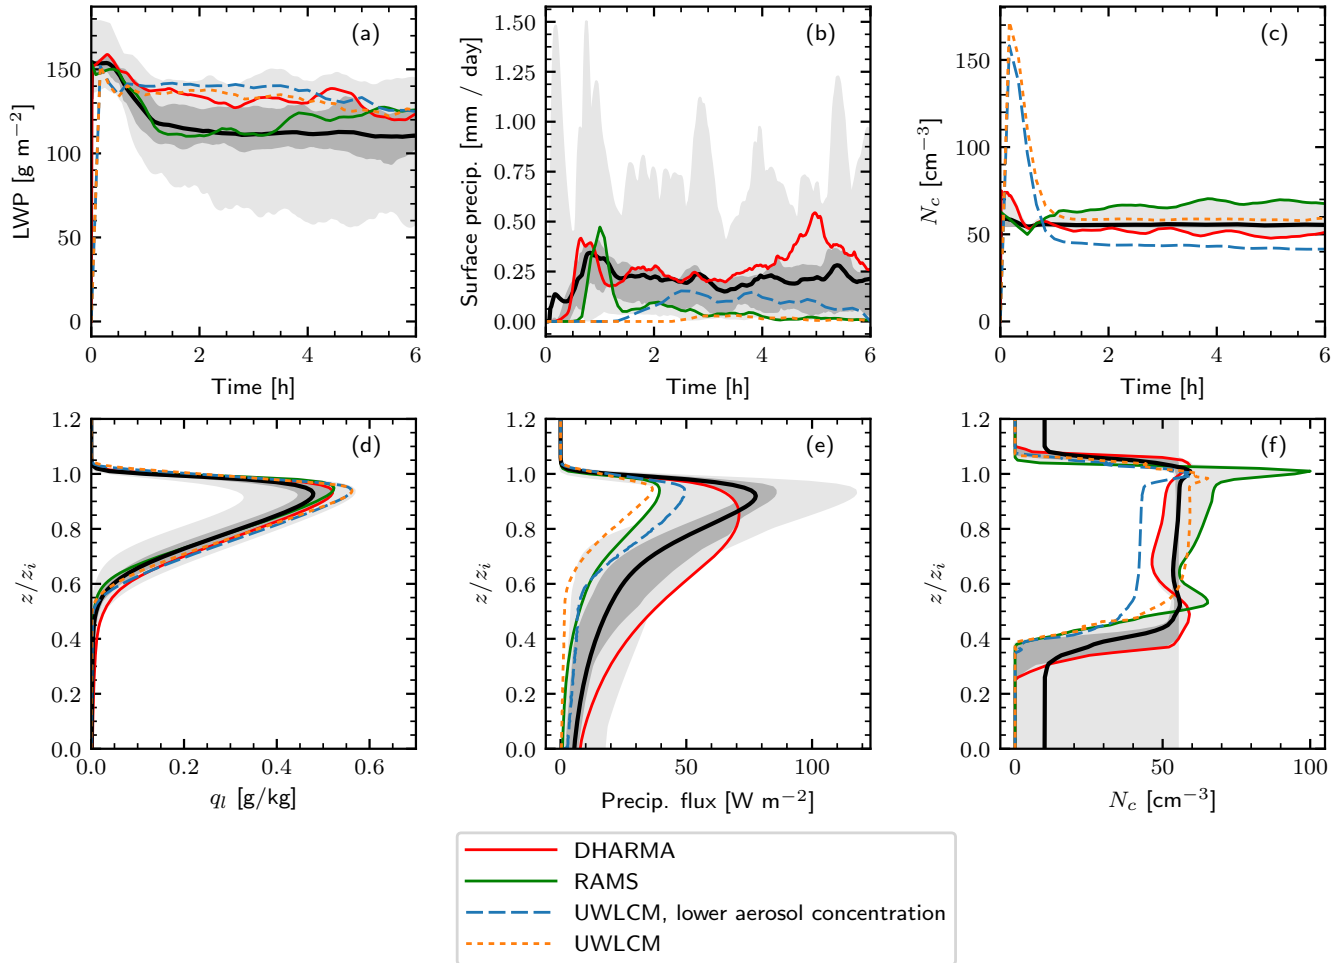 (a)
(b)
(c)
LWP [g m−2]
150
100
50
0
0 2 4 6
Time [h]
Surface precip. [mm / day]
1.50
1.25
1.00
0.75
0.50
0.25
0.00
0 2 4 6
Time [h]
Nc [cm−3]
150
100
50
0
0 2 4 6
Time [h]
(d)
(e)
(f)
z/zi
1.2
1.0
0.8
0.6
0.4
0.2
0.0
0.0 0.2 0.4 0.6
ql [g/kg]
z/zi
1.2
1.0
0.8
0.6
0.4
0.2
0.0
0 50 100
Precip. flux [W m−2]
z/zi
1.2
1.0
0.8
0.6
0.4
0.2
0.0
0 50 100
Nc [cm−3]
DHARMA
RAMS
UWLCM, lower aerosol concentration
UWLCM